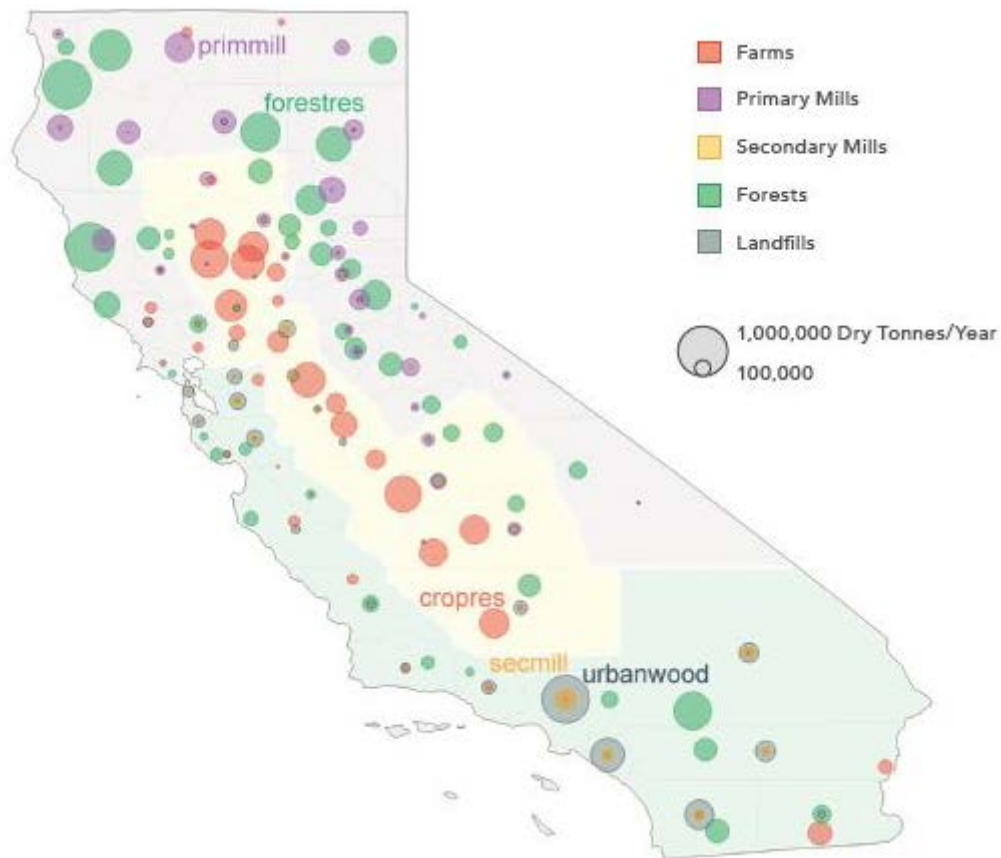 primmill
Farms
Primary Mills
forestres
Secondary Mills
Forests
Landfills
1,000,000 Dry Tonnes/Year
100,000
cropres
secmill
urbanwood